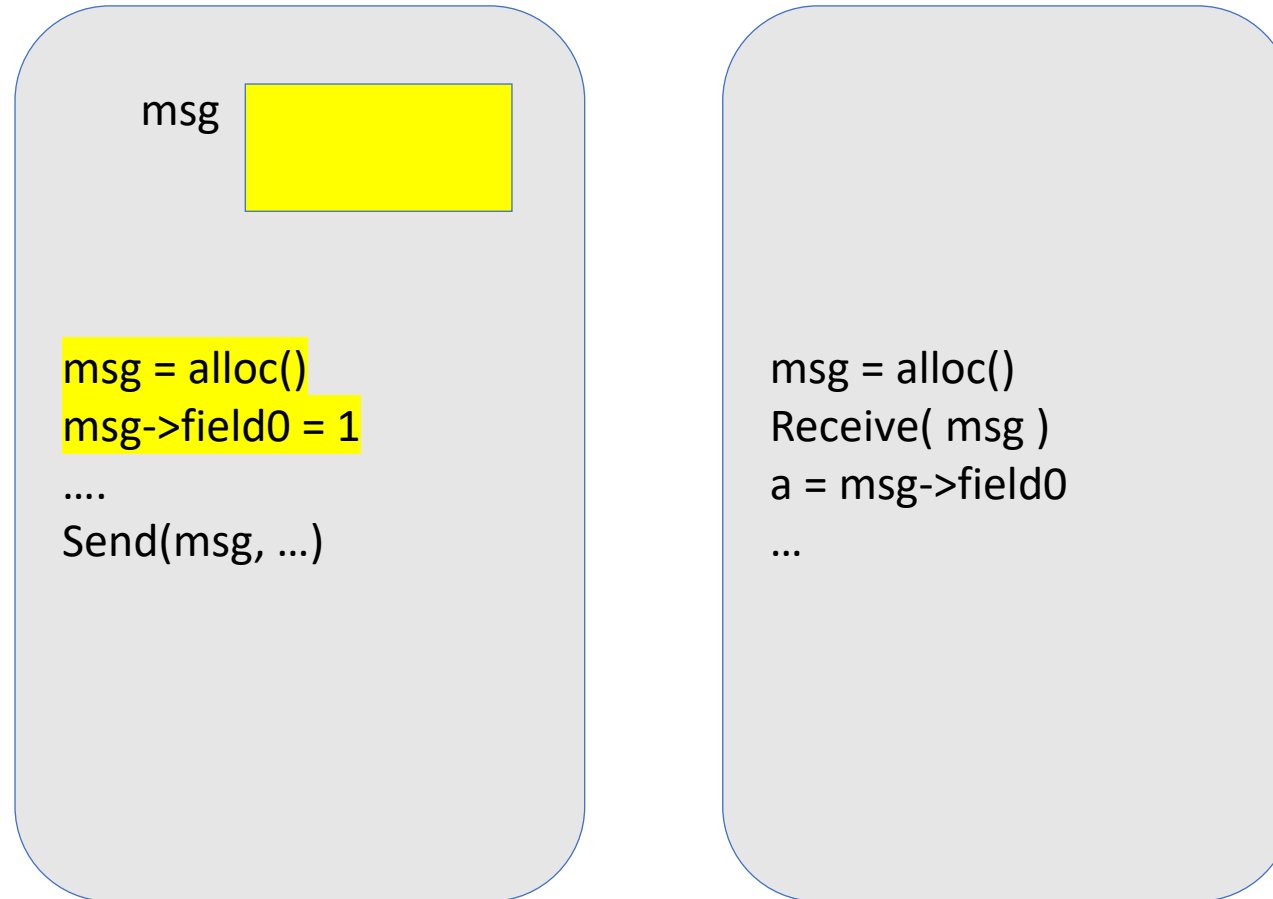 msg
msg = alloc()
msg->field0 = 1
....
Send(msg, …)
msg = alloc()
Receive( msg )
a = msg->field0
…